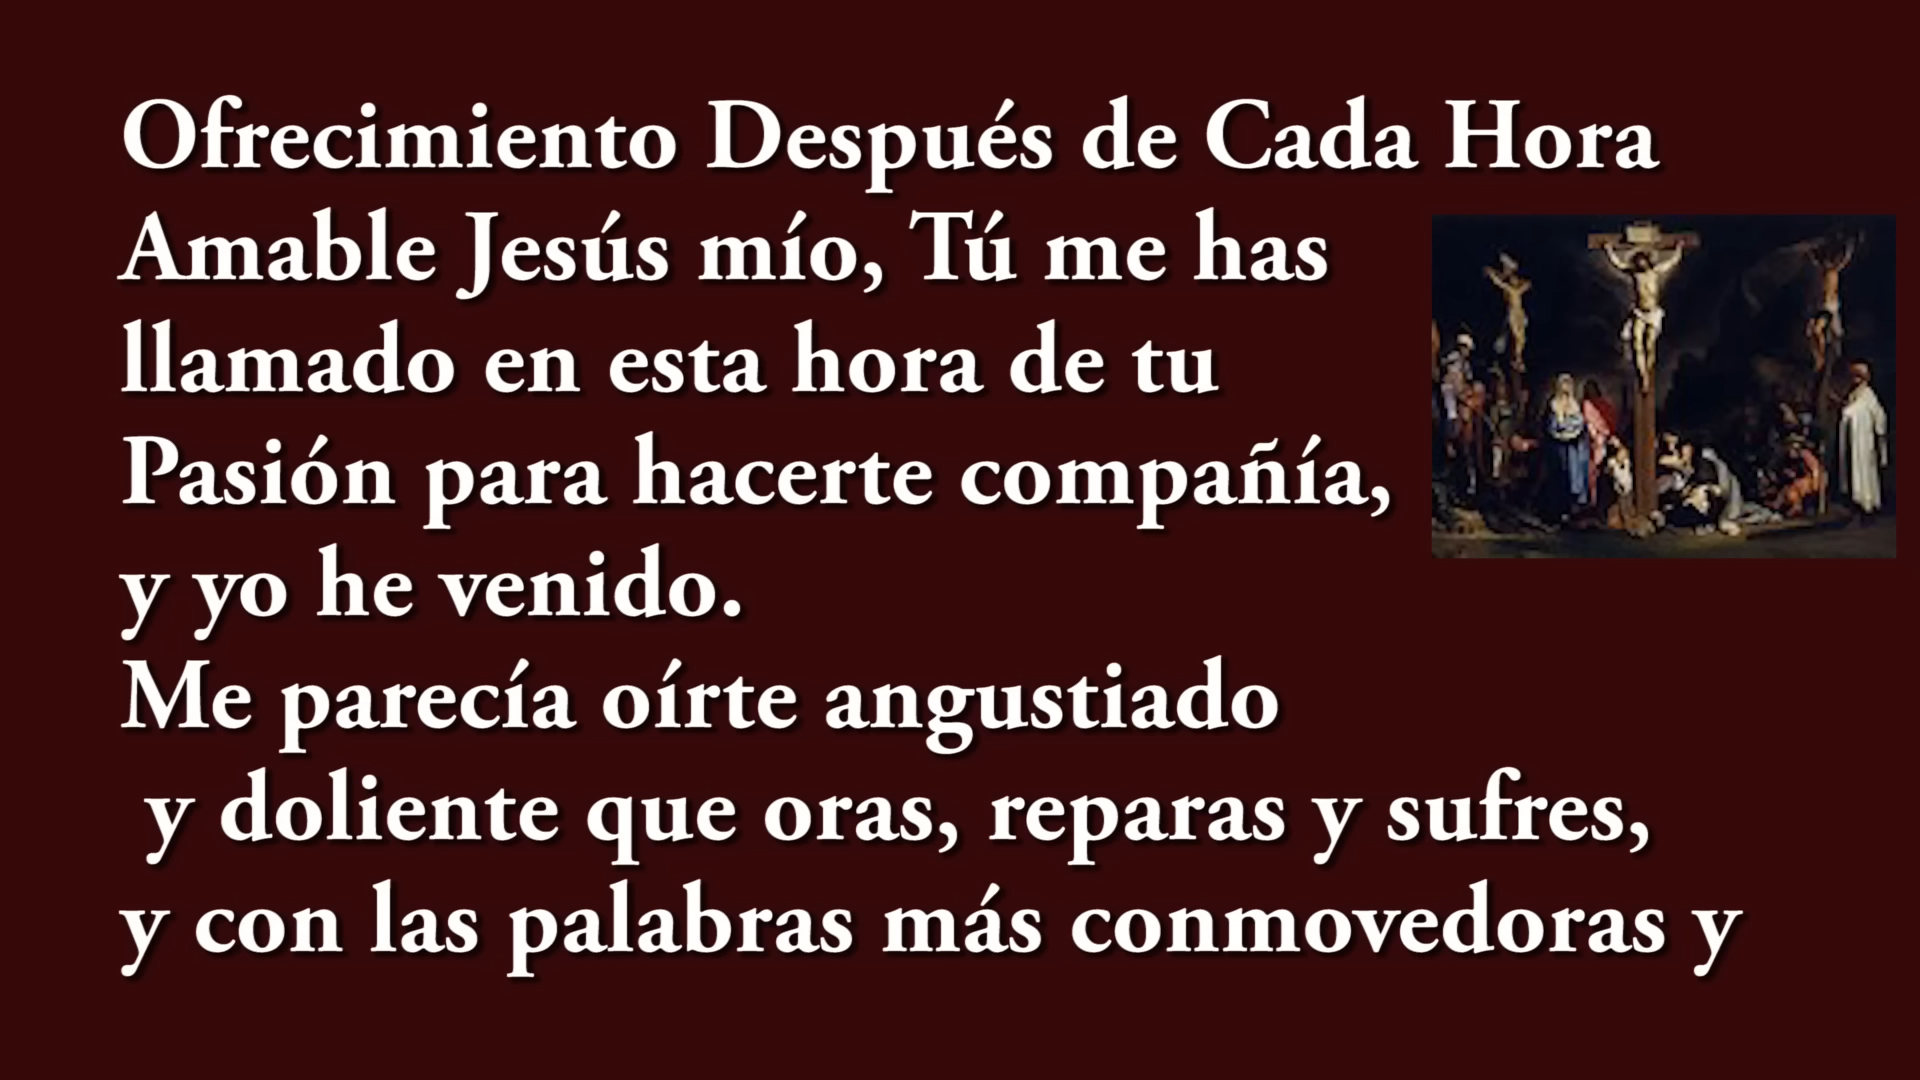 Ofrecimiento Después de Cada Hora
Amable Jesús mío, Tú me has
llamado en esta hora de tu
Pasión para hacerte compañía,
y yo he venido.
Me parecía oírte angustiado
y doliente que oras, reparas y sufres,
y con las palabras más conmovedoras y